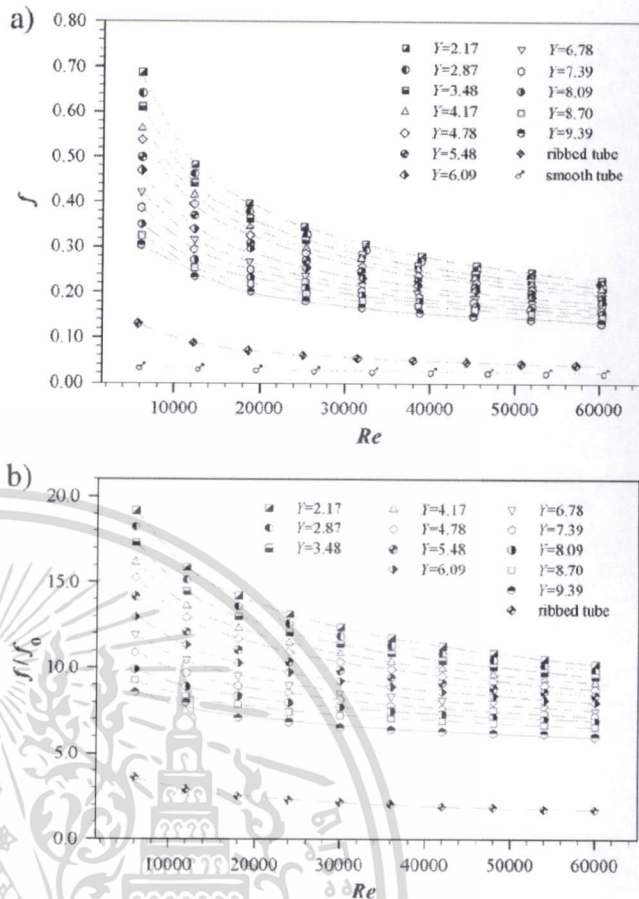 a)
0.80
0.70
0.60
0.50
0.40
0.30
0.20
0.10
0.00
f
Y=2.17
Y=2.87
Y=3.48
Y=4.17
Y=4.78
Y=5.48
Y=6.09
Y=6.78
Y=7.39
Y=8.09
Y=8.70
Y=9.39
ribbed tube
smooth tube
10000 20000 30000 40000 50000 60000
Re
b)
20.0
15.0
10.0
5.0
0.0
f/f0
Y=2.17
Y=2.87
Y=3.48
Y=4.17
Y=4.78
Y=5.48
Y=6.09
Y=6.78
Y=7.39
Y=8.09
Y=8.70
Y=9.39
ribbed tube
10000 20000 30000 40000 50000 60000
Re